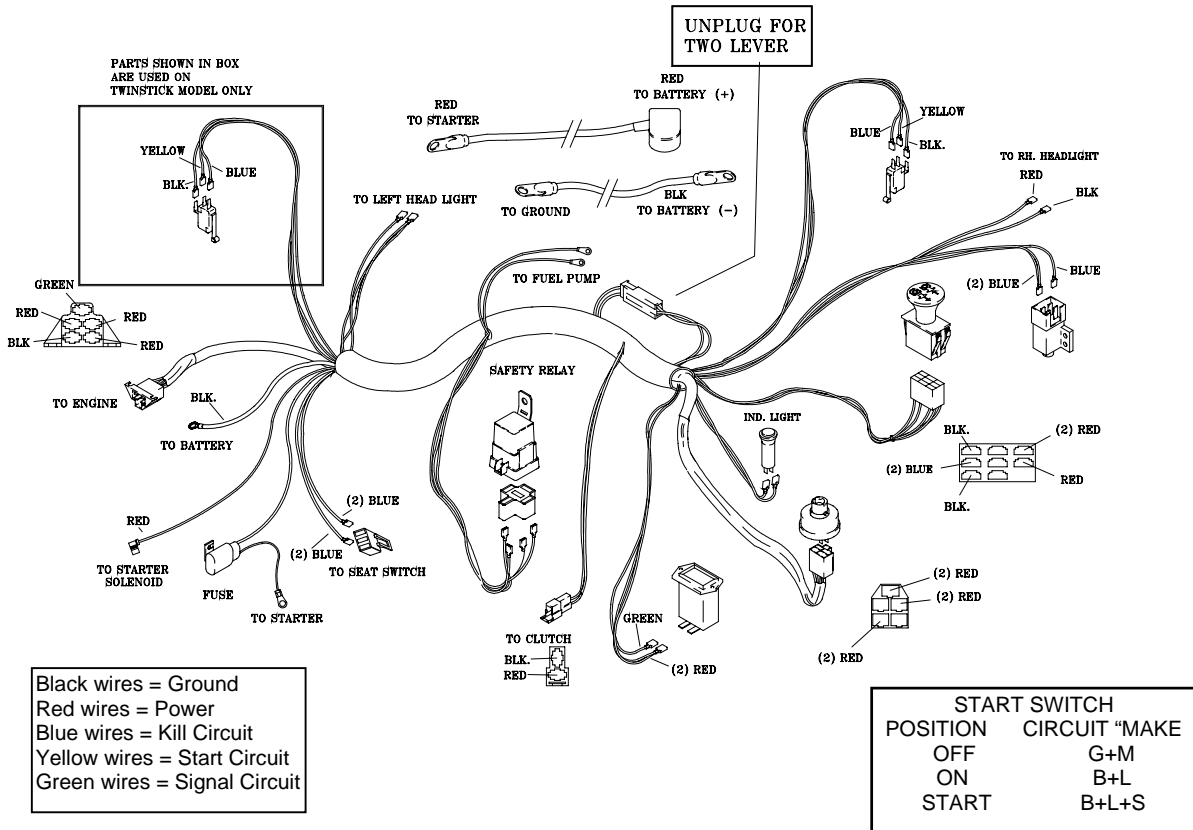 UNPLUG FOR
TWO LEVER
PARTS SHOWN IN BOX
ARE USED ON
TWINSTICK MODEL ONLY
YELLOW
BLK.
BLUE
RED
TO STARTER
RED
TO BATTERY (+)
TO GROUND
BLK
TO BATTERY (-)
BLUE
YELLOW
BLK.
TO RH. HEADLIGHT
RED
BLK
TO LEFT HEAD LIGHT
TO FUEL PUMP
(2) BLUE
BLUE
GREEN
RED
RED
BLK
RED
TO ENGINE
BLK.
TO BATTERY
SAFETY RELAY
IND. LIGHT
BLK.
(2) RED
(2) BLUE
RED
BLK.
RED
TO STARTER
SOLENOID
FUSE
TO STARTER
(2) BLUE
(2) BLUE
TO SEAT SWITCH
TO CLUTCH
BLK.
RED
GREEN
(2) RED
(2) RED
(2) RED
(2) RED
Black wires = Ground
Red wires = Power
Blue wires = Kill Circuit
Yellow wires = Start Circuit
Green wires = Signal Circuit
START SWITCH
POSITION CIRCUIT “MAKE
OFF G+M
ON B+L
START B+L+S